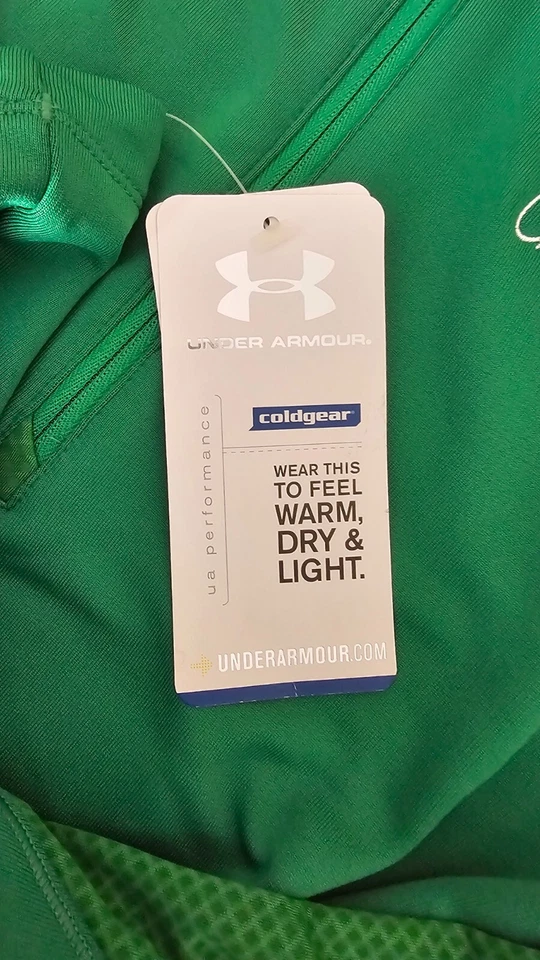 UNDER ARMOUR.
coldgear
ua performance
WEAR THIS
TO FEEL
WARM,
DRY &
LIGHT.
UNDERARMOUR.COM